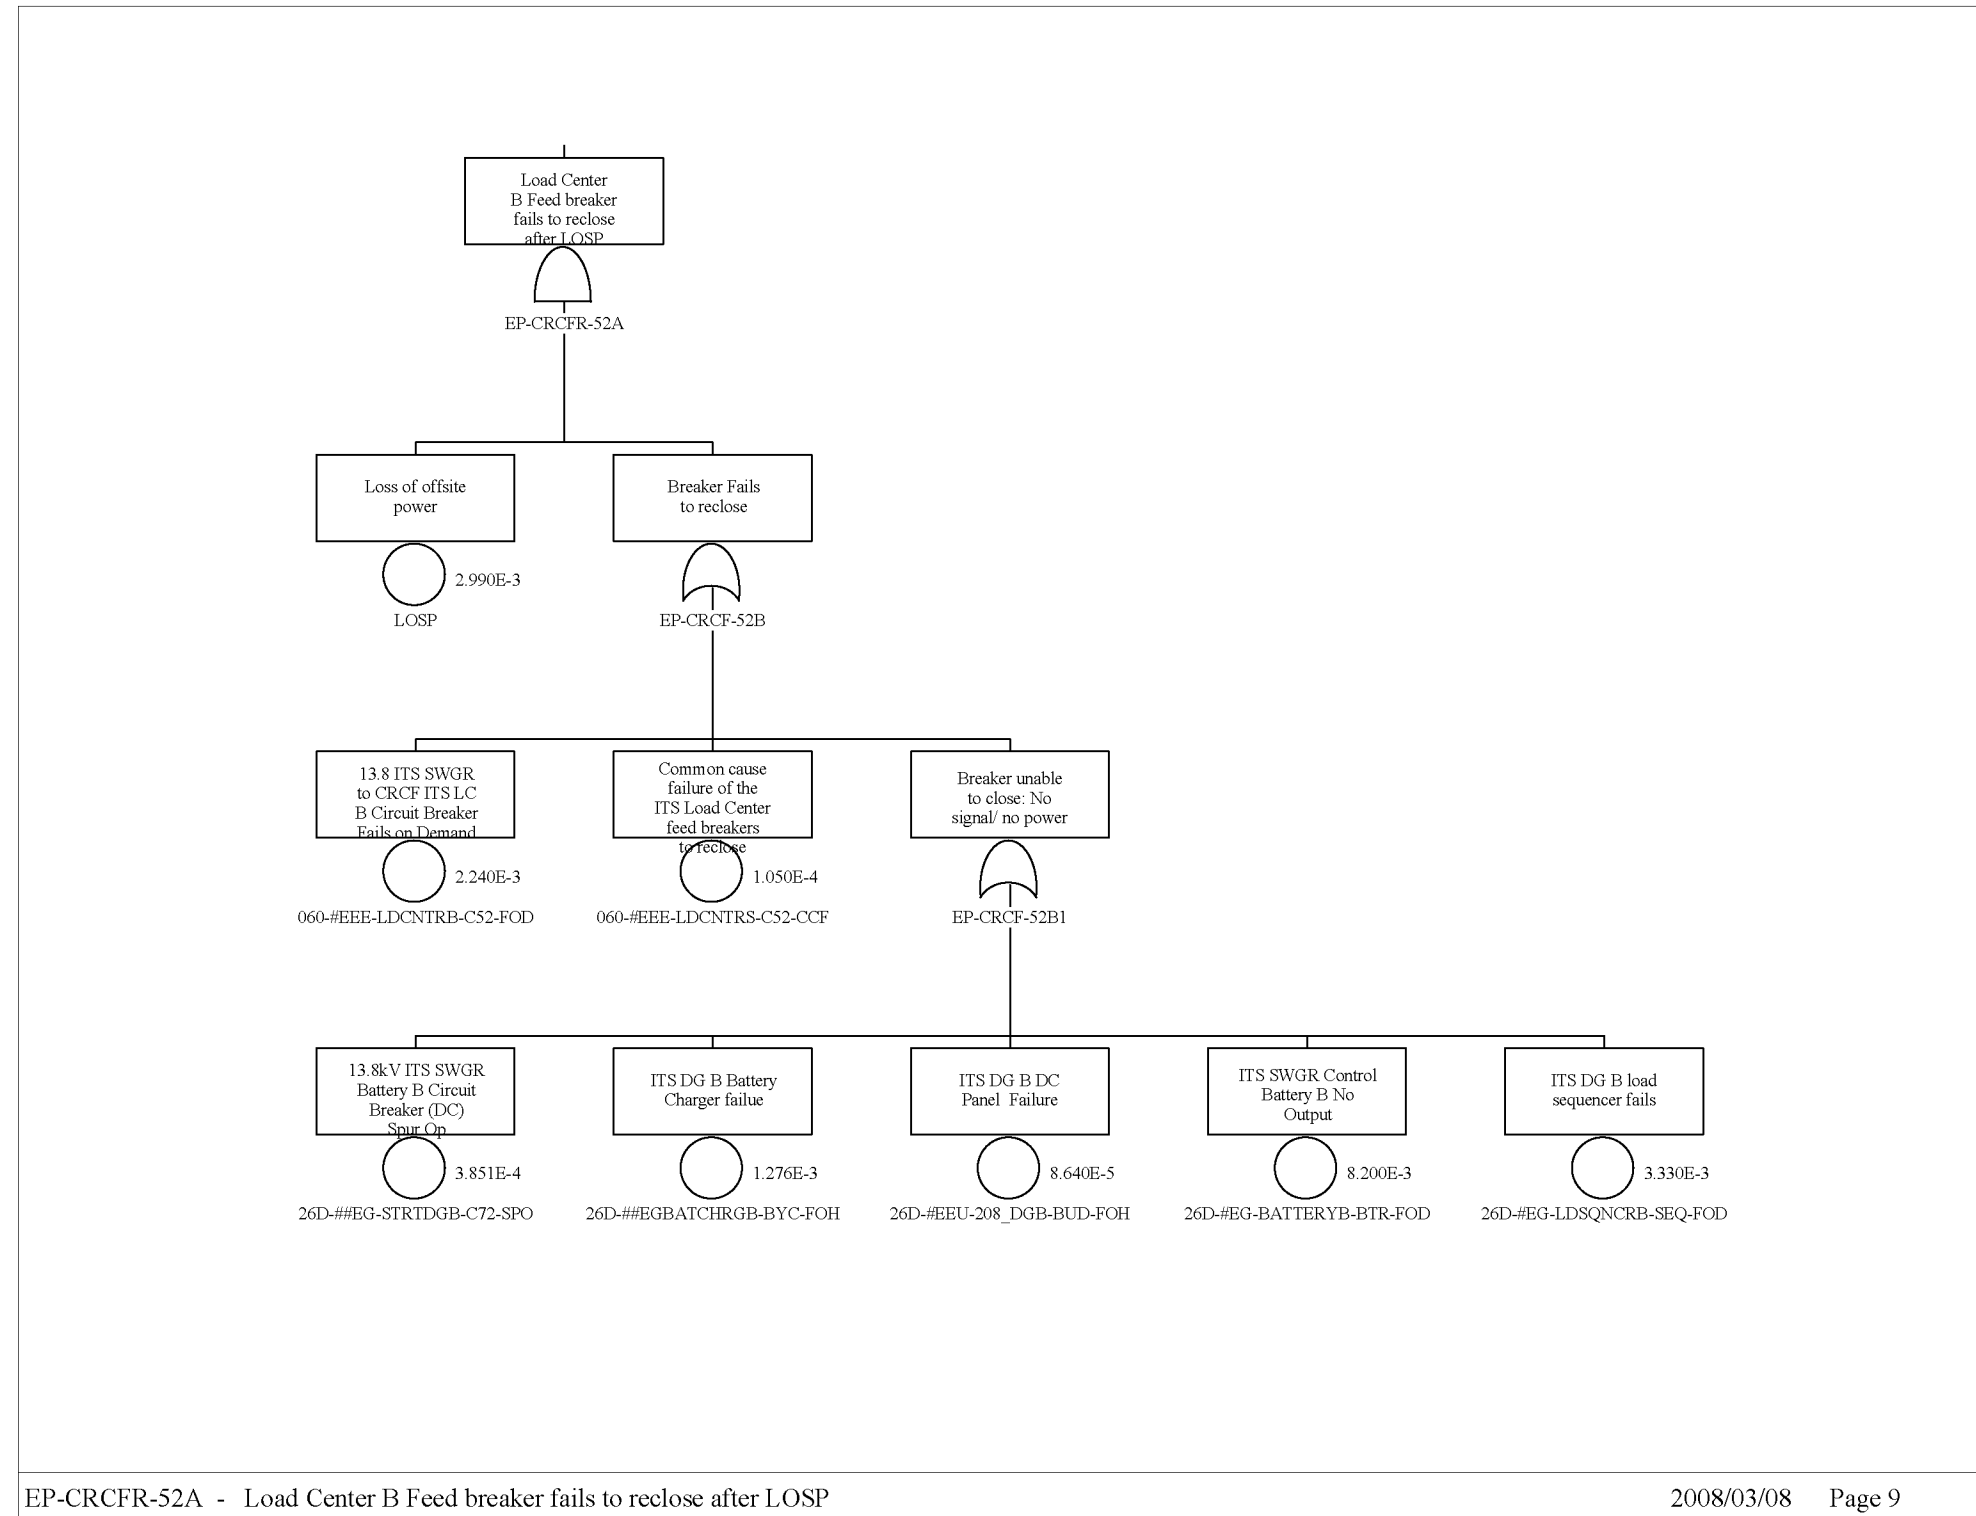 Load Center
B Feed breaker
fails to reclose
after LOSP
EP-CRCFR-52A
Loss of offsite
power
2.990E-3
LOSP
Breaker Fails
to reclose
EP-CRCF-52B
13.8 ITS SWGR
to CRCF ITS LC
B Circuit Breaker
Fails on Demand
2.240E-3
060-#EEE-LDCNTRB-C52-FOD
Common cause
failure of the
ITS Load Center
feed breakers
to reclose
1.050E-4
060-#EEE-LDCNTRS-C52-CCF
Breaker unable
to close: No
signal/ no power
EP-CRCF-52B1
13.8kV ITS SWGR
Battery B Circuit
Breaker (DC)
Spur Op
3.851E-4
26D-##EG-STRTDGB-C72-SPO
ITS DG B Battery
Charger failue
1.276E-3
26D-##EGBATCHRGB-BYC-FOH
ITS DG B DC
Panel Failure
8.640E-5
26D-#EEU-208_DGB-BUD-FOH
ITS SWGR Control
Battery B No
Output
8.200E-3
26D-#EG-BATTERYB-BTR-FOD
ITS DG B load
sequencer fails
3.330E-3
26D-#EG-LDSQNCRB-SEQ-FOD
EP-CRCFR-52A - Load Center B Feed breaker fails to reclose after LOSP
2008/03/08 Page 9